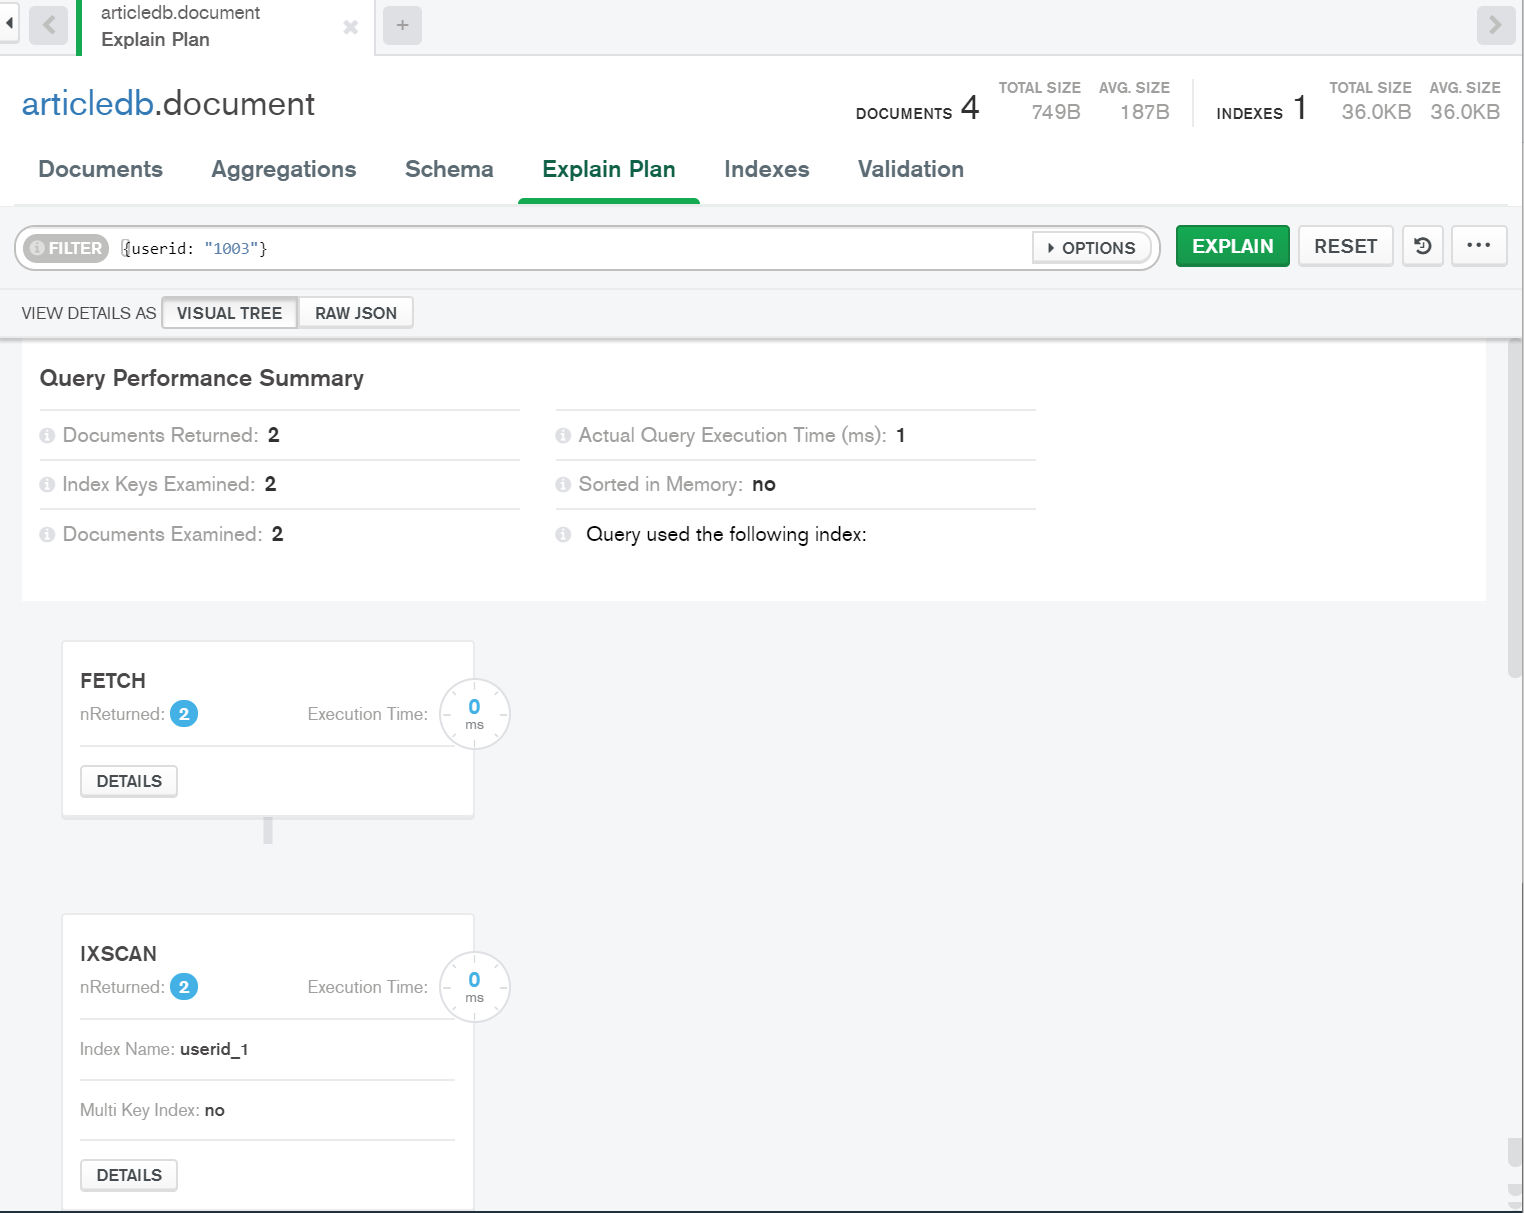 articledb.document
Explain Plan
articledb.document
DOCUMENTS 4 TOTAL SIZE 749B AVG. SIZE 187B INDEXES 1 TOTAL SIZE 36.0KB AVG. SIZE 36.0KB
Documents Aggregations Schema Explain Plan Indexes Validation
FILTER {userid: "1003"} OPTIONS EXPLAIN RESET
VIEW DETAILS AS VISUAL TREE RAW JSON
Query Performance Summary
Documents Returned: 2
Index Keys Examined: 2
Documents Examined: 2
Actual Query Execution Time (ms): 1
Sorted in Memory: no
Query used the following index:
FETCH
nReturned: 2 Execution Time: 0 ms
DETAILS
IXSCAN
nReturned: 2 Execution Time: 0 ms
Index Name: userid_1
Multi Key Index: no
DETAILS